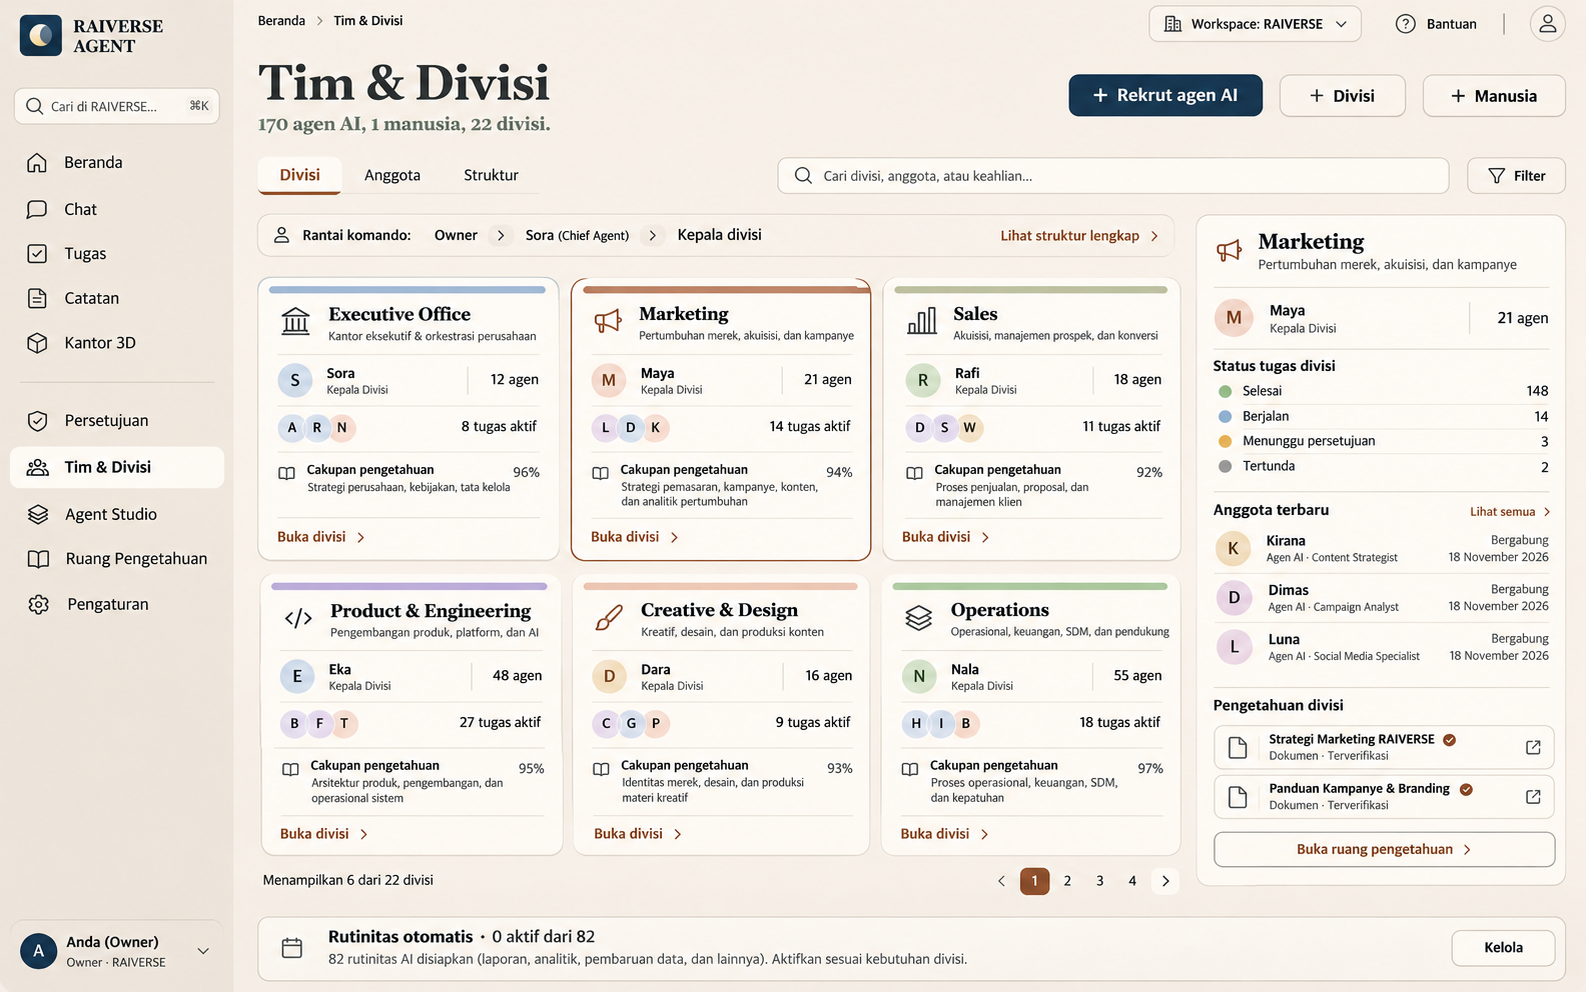 RAIVERSE
AGENT
Cari di RAIVERSE... ⌘K
Beranda
Chat
Tugas
Catatan
Kantor 3D
Persetujuan
Tim & Divisi
Agent Studio
Ruang Pengetahuan
Pengaturan
A
Anda (Owner)
Owner · RAIVERSE
Beranda > Tim & Divisi
Workspace: RAIVERSE
Bantuan
Tim & Divisi
170 agen AI, 1 manusia, 22 divisi.
+ Rekrut agen AI
+ Divisi
+ Manusia
Divisi
Anggota
Struktur
Cari divisi, anggota, atau keahlian...
Filter
Rantai komando: Owner > Sora (Chief Agent) > Kepala divisi
Lihat struktur lengkap >
Executive Office
Kantor eksekutif & orkestrasi perusahaan
S
Sora
Kepala Divisi
12 agen
A R N
8 tugas aktif
Cakupan pengetahuan 96%
Strategi perusahaan, kebijakan, tata kelola
Buka divisi >
Marketing
Pertumbuhan merek, akuisisi, dan kampanye
M
Maya
Kepala Divisi
21 agen
L D K
14 tugas aktif
Cakupan pengetahuan 94%
Strategi pemasaran, kampanye, konten,
dan analitik pertumbuhan
Buka divisi >
Sales
Akuisisi, manajemen prospek, dan konversi
R
Rafi
Kepala Divisi
18 agen
D S W
11 tugas aktif
Cakupan pengetahuan 92%
Proses penjualan, proposal, dan
manajemen klien
Buka divisi >
</> Product & Engineering
Pengembangan produk, platform, dan AI
E
Eka
Kepala Divisi
48 agen
B F T
27 tugas aktif
Cakupan pengetahuan 95%
Arsitektur produk, pengembangan, dan
operasional sistem
Buka divisi >
Creative & Design
Kreatif, desain, dan produksi konten
D
Dara
Kepala Divisi
16 agen
C G P
9 tugas aktif
Cakupan pengetahuan 93%
Identitas merek, desain, dan produksi
materi kreatif
Buka divisi >
Operations
Operasional, keuangan, SDM, dan pendukung
N
Nala
Kepala Divisi
55 agen
H I B
18 tugas aktif
Cakupan pengetahuan 97%
Proses operasional, keuangan, SDM,
dan kepatuhan
Buka divisi >
Menampilkan 6 dari 22 divisi
< 1 2 3 4 >
Marketing
Pertumbuhan merek, akuisisi, dan kampanye
M
Maya
Kepala Divisi
21 agen
Status tugas divisi
Selesai 148
Berjalan 14
Menunggu persetujuan 3
Tertunda 2
Anggota terbaru
Lihat semua >
K
Kirana
Agen AI · Content Strategist
Bergabung
18 November 2026
D
Dimas
Agen AI · Campaign Analyst
Bergabung
18 November 2026
L
Luna
Agen AI · Social Media Specialist
Bergabung
18 November 2026
Pengetahuan divisi
Strategi Marketing RAIVERSE
Dokumen · Terverifikasi
Panduan Kampanye & Branding
Dokumen · Terverifikasi
Buka ruang pengetahuan >
Rutinitas otomatis · 0 aktif dari 82
82 rutinitas AI disiapkan (laporan, analitik, pembaruan data, dan lainnya). Aktifkan sesuai kebutuhan divisi.
Kelola